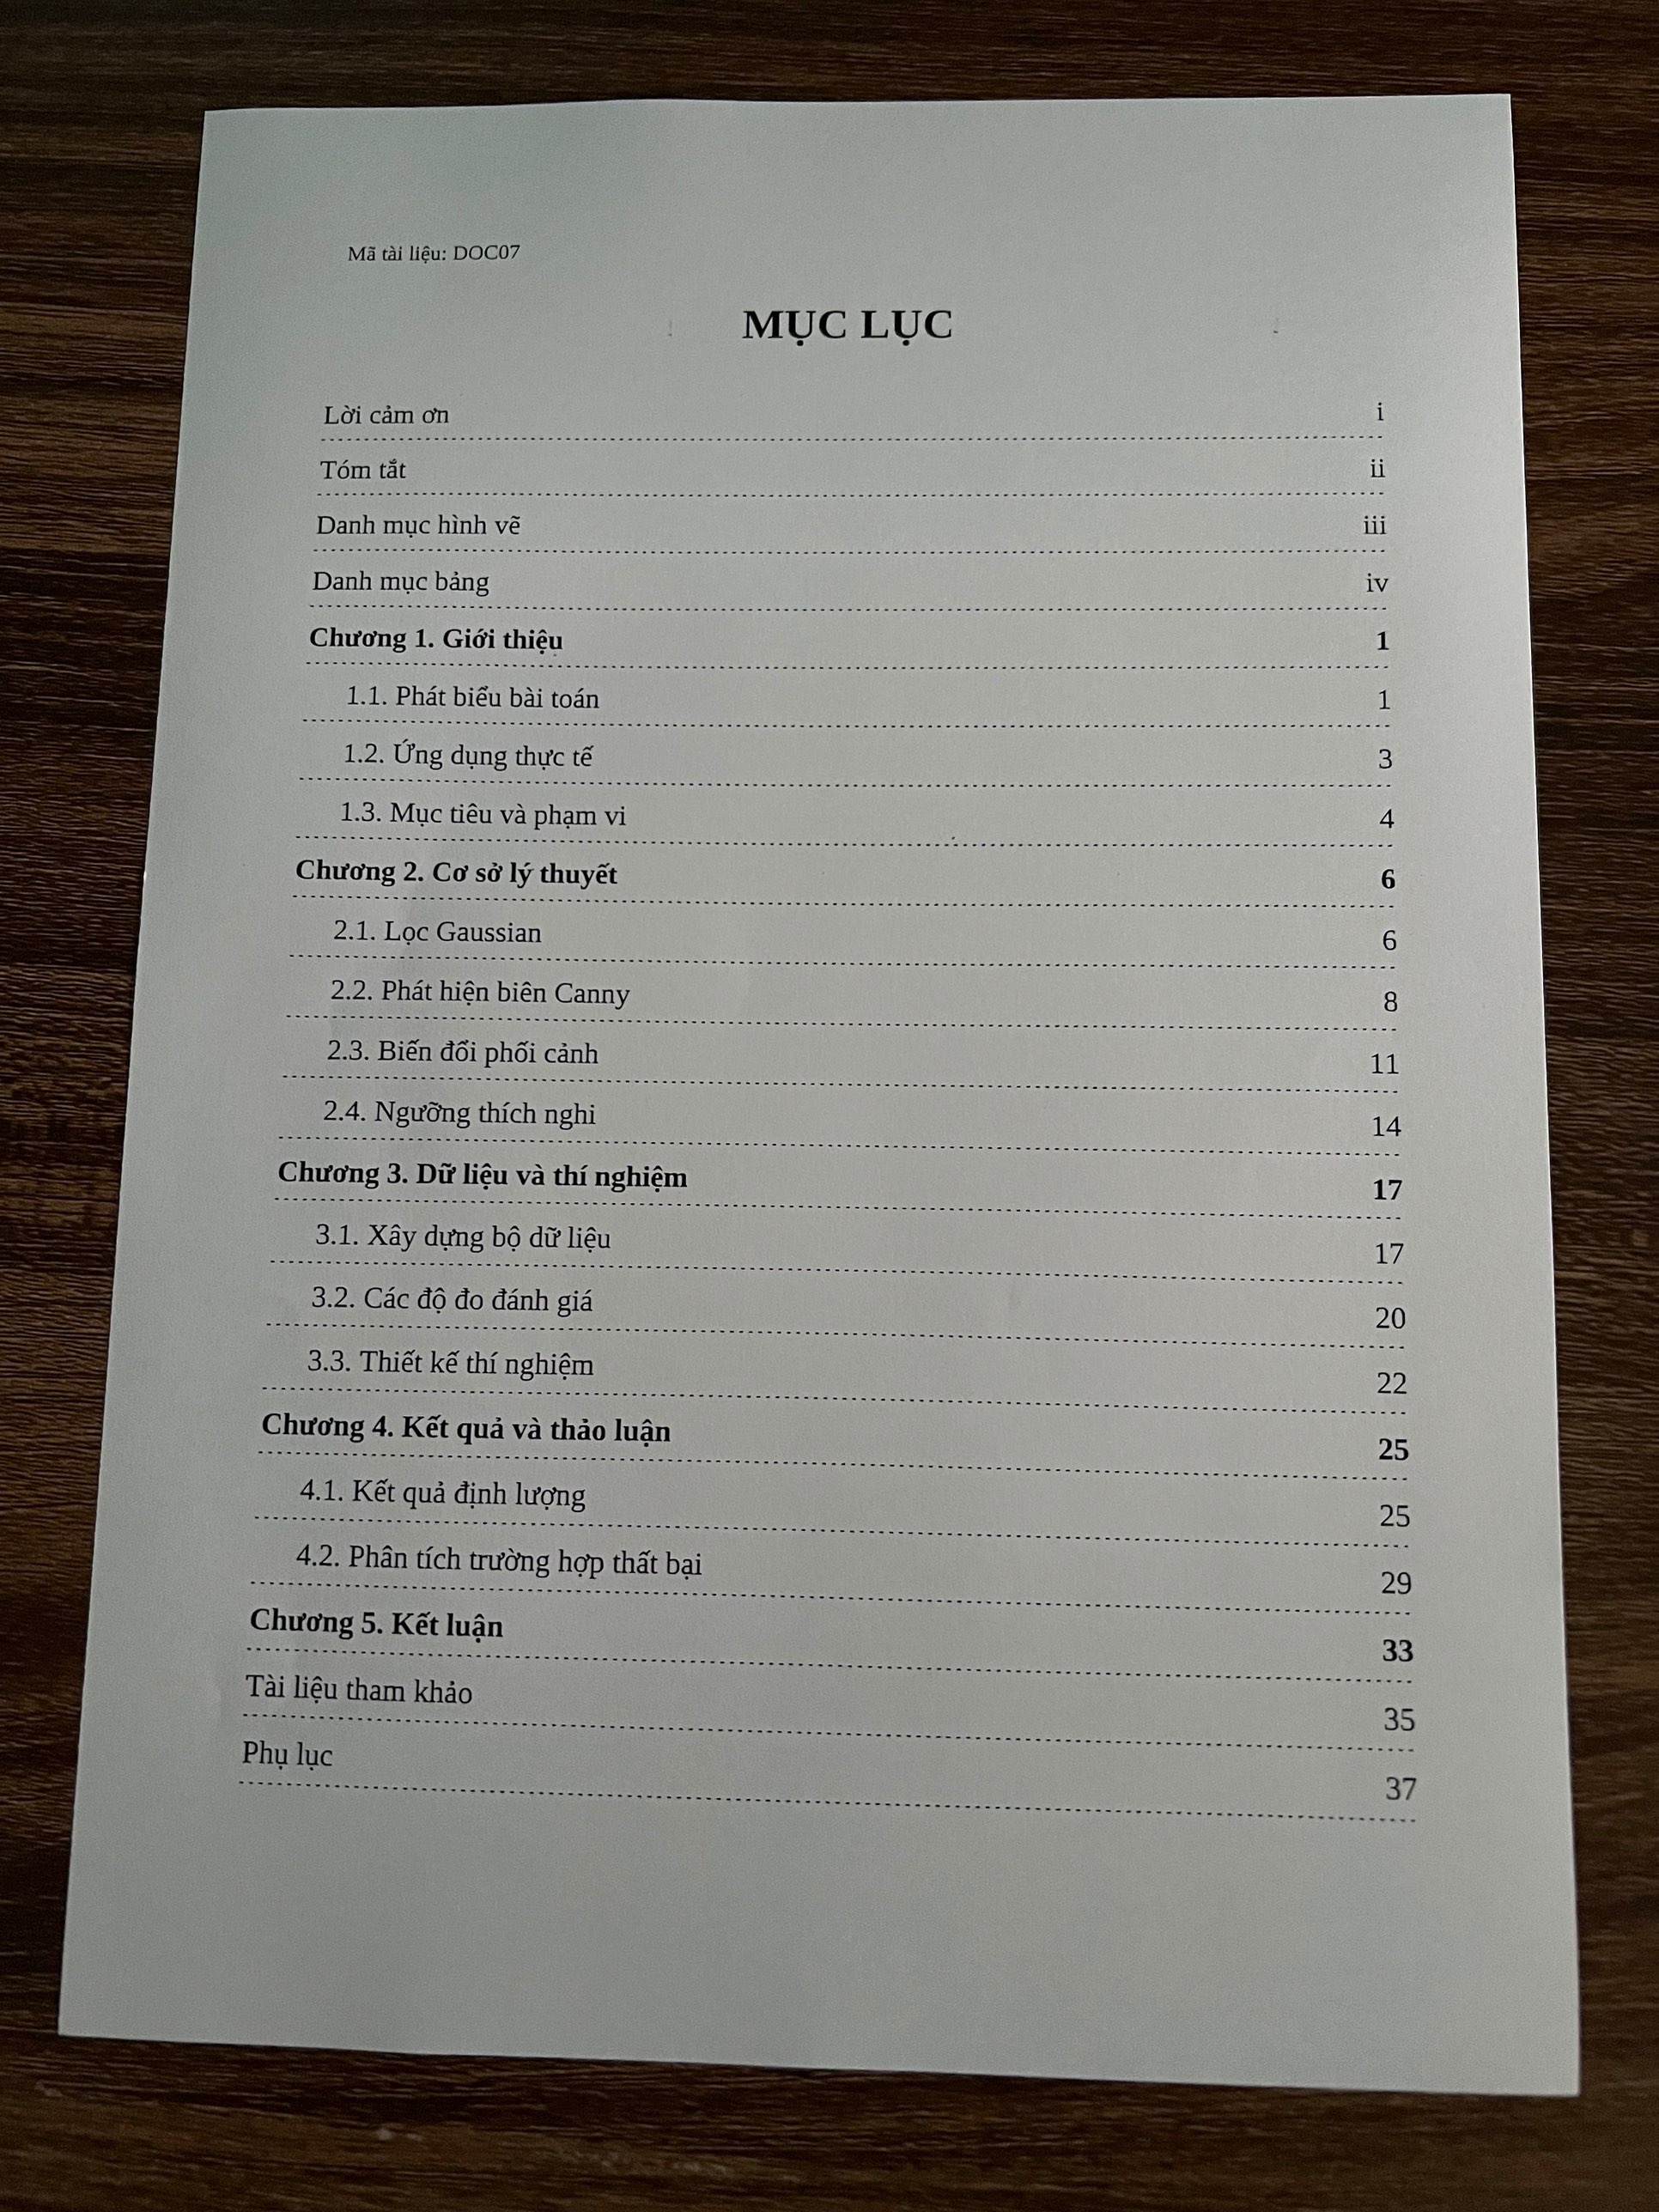 Mã tài liệu: DOC07
MỤC LỤC
Lời cảm ơn i
Tóm tắt ii
Danh mục hình vẽ iii
Danh mục bảng iv
Chương 1. Giới thiệu 1
1.1. Phát biểu bài toán 1
1.2. Ứng dụng thực tế 3
1.3. Mục tiêu và phạm vi 4
Chương 2. Cơ sở lý thuyết 6
2.1. Lọc Gaussian 6
2.2. Phát hiện biên Canny 8
2.3. Biến đổi phối cảnh 11
2.4. Ngưỡng thích nghi 14
Chương 3. Dữ liệu và thí nghiệm 17
3.1. Xây dựng bộ dữ liệu 17
3.2. Các độ đo đánh giá 20
3.3. Thiết kế thí nghiệm 22
Chương 4. Kết quả và thảo luận 25
4.1. Kết quả định lượng 25
4.2. Phân tích trường hợp thất bại 29
Chương 5. Kết luận 33
Tài liệu tham khảo 35
Phụ lục 37